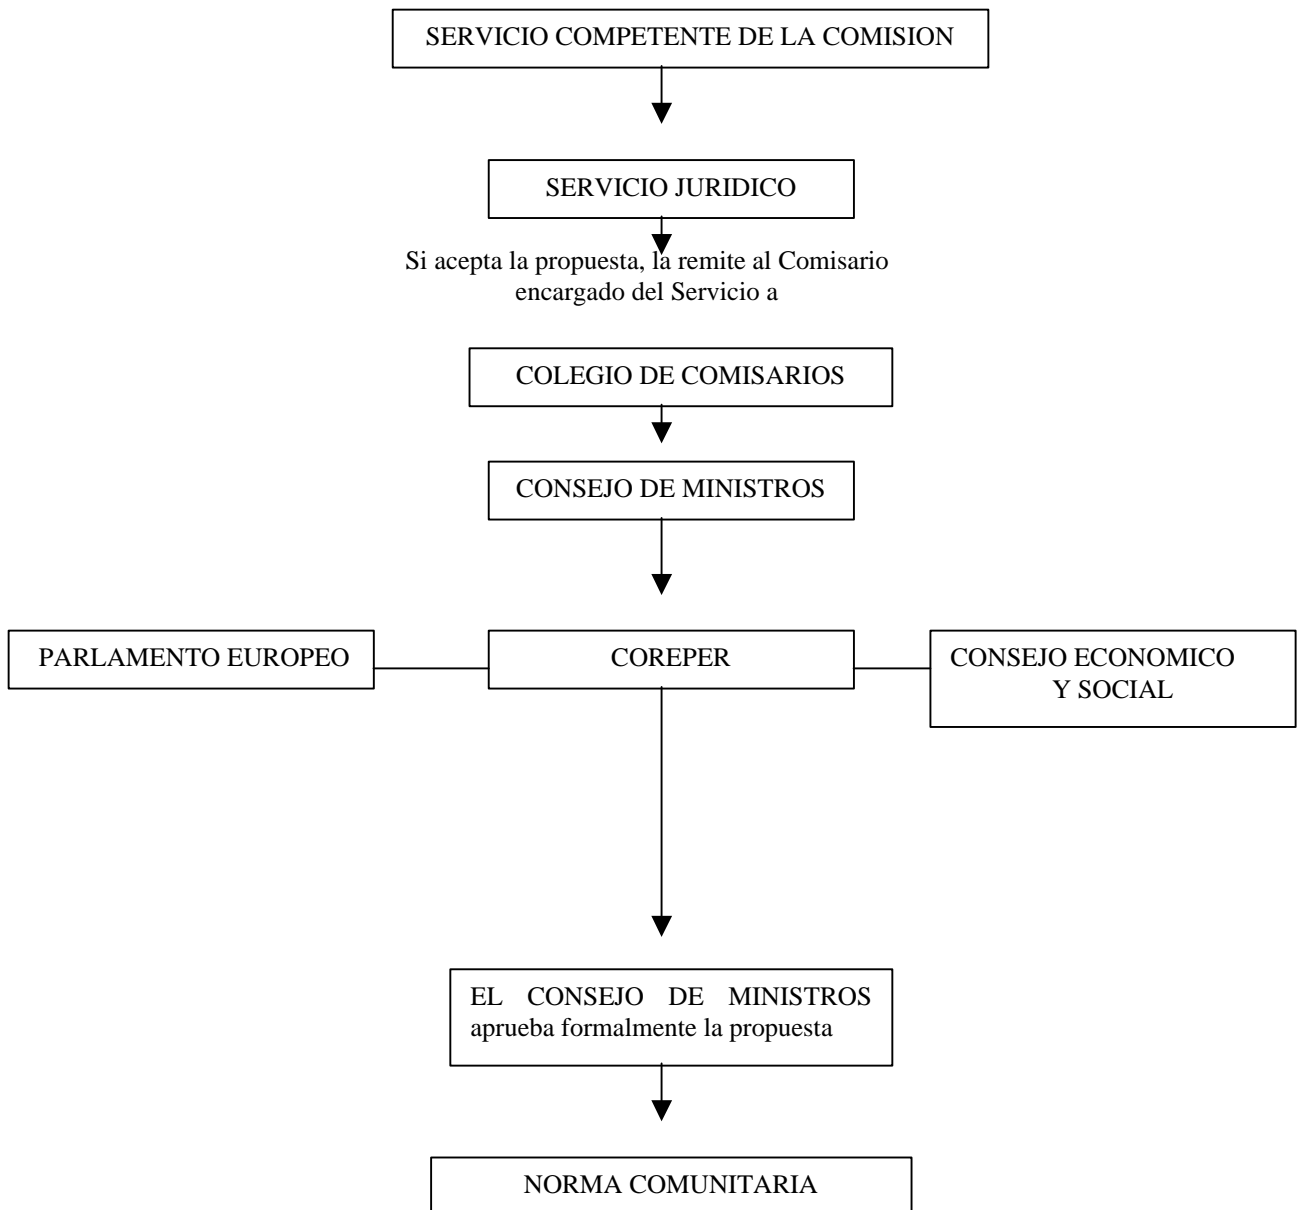 SERVICIO COMPETENTE DE LA COMISION
SERVICIO JURIDICO
Si acepta la propuesta, la remite al Comisario
encargado del Servicio a
COLEGIO DE COMISARIOS
CONSEJO DE MINISTROS
PARLAMENTO EUROPEO
COREPER
CONSEJO ECONOMICO
Y SOCIAL
EL CONSEJO DE MINISTROS
aprueba formalmente la propuesta
NORMA COMUNITARIA